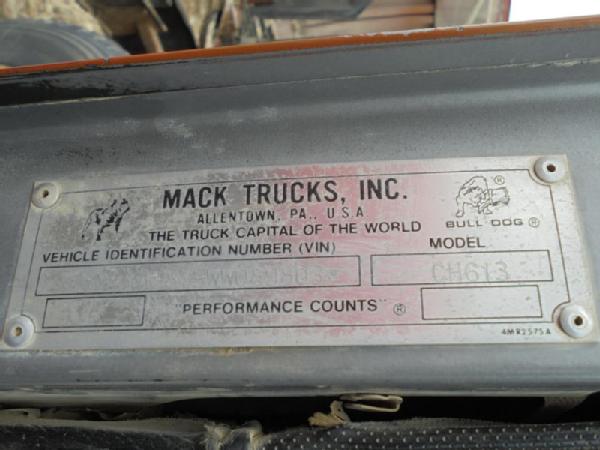 MACK TRUCKS, INC.
ALLENTOWN, PA., U.S.A
THE TRUCK CAPITAL OF THE WORLD
BULL DOG ®
VEHICLE IDENTIFICATION NUMBER (VIN) MODEL
CH613
"PERFORMANCE COUNTS" ®
4MR2575A